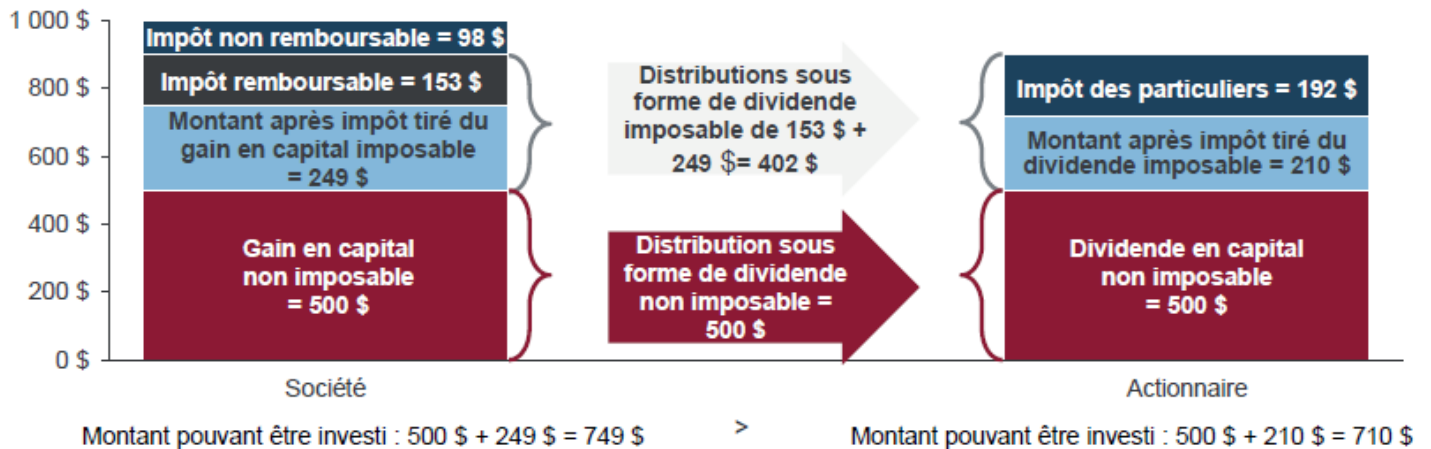 1 000 $
800 $
600 $
400 $
200 $
0 $
Impôt non remboursable = 98 $
Impôt remboursable = 153 $
Montant après impôt tiré du
gain en capital imposable
= 249 $
Gain en capital
non imposable
= 500 $
Distributions sous
forme de dividende
imposable de 153 $ +
249 $= 402 $
Distribution sous
forme de dividende
non imposable =
500 $
Impôt des particuliers = 192 $
Montant après impôt tiré du
dividende imposable = 210 $
Dividende en capital
non imposable
= 500 $
Société
Actionnaire
Montant pouvant être investi : 500 $ + 249 $ = 749 $
>
Montant pouvant être investi : 500 $ + 210 $ = 710 $